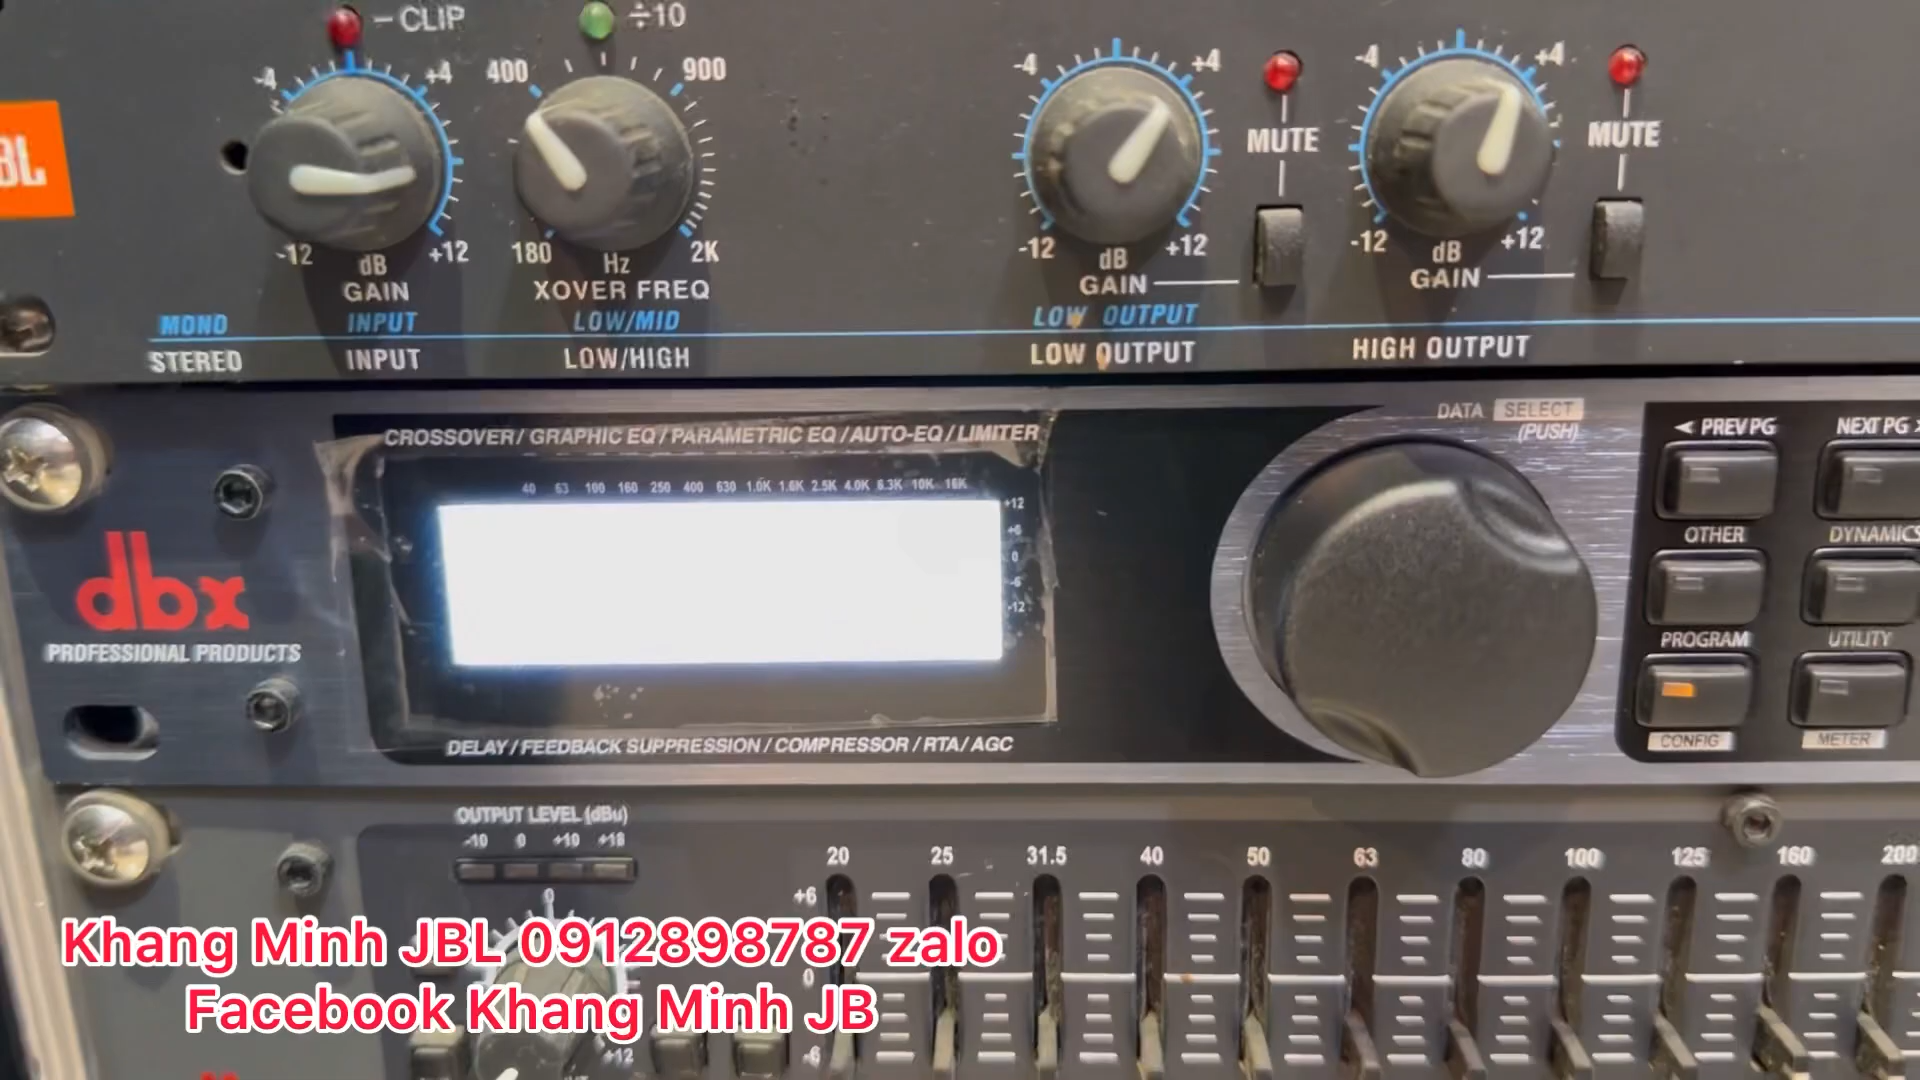 CLIP ÷10
-4 +4 400 900 -4 +4 -4 +4
BL
MUTE MUTE
-12 dB +12 180 Hz 2K -12 dB +12 -12 dB +12
GAIN XOVER FREQ GAIN GAIN
MONO INPUT LOW/MID LOW OUTPUT
STEREO INPUT LOW/HIGH LOW OUTPUT HIGH OUTPUT
DATA SELECT
(PUSH)
PREV PG NEXT PG
CROSSOVER / GRAPHIC EQ / PARAMETRIC EQ / AUTO-EQ / LIMITER
40 63 100 160 250 400 630 1.0K 1.6K 2.5K 4.0K 6.3K 10K 16K
+12
+6
0
-6
-12
OTHER DYNAMICS
dbx
PROFESSIONAL PRODUCTS
PROGRAM UTILITY
CONFIG METER
DELAY / FEEDBACK SUPPRESSION / COMPRESSOR / RTA / AGC
OUTPUT LEVEL (dBu)
-10 0 +10 +18
20 25 31.5 40 50 63 80 100 125 160 200
+6
0
0
-6
+12
Khang Minh JBL 0912898787 zalo
Facebook Khang Minh JB